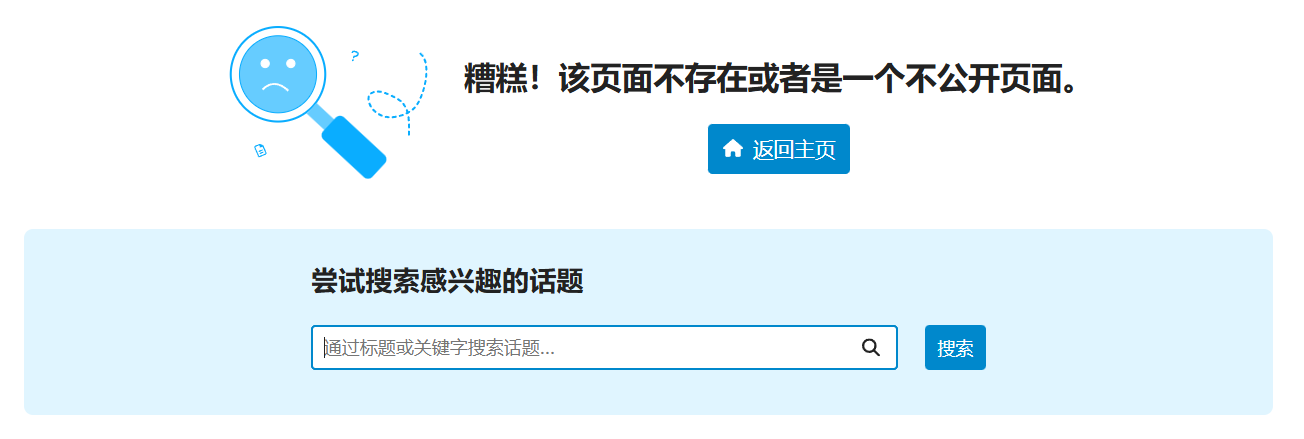 ?
糟糕！该页面不存在或者是一个不公开页面。
返回主页
尝试搜索感兴趣的话题
通过标题或关键字搜索话题...
搜索